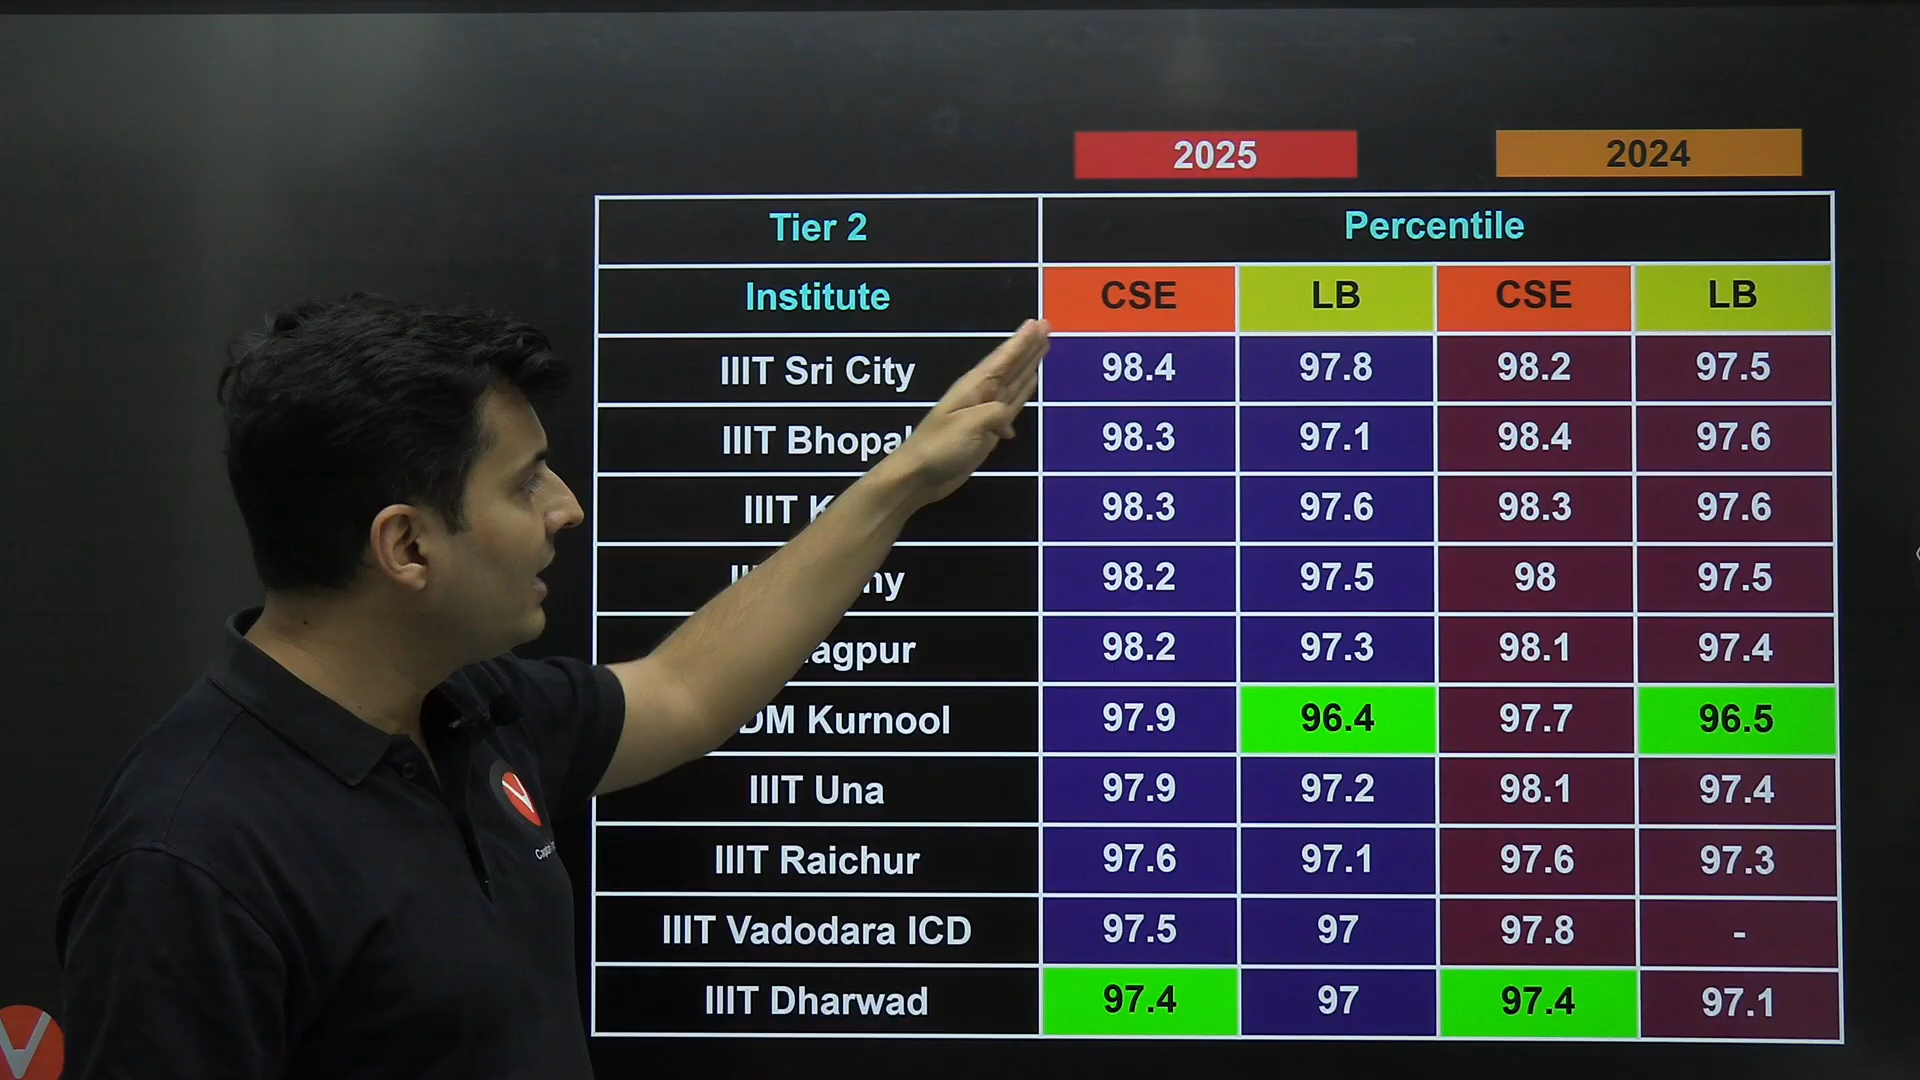 2025 2024
Tier 2 Percentile
Institute CSE LB CSE LB
IIIT Sri City 98.4 97.8 98.2 97.5
IIIT Bhopal 98.3 97.1 98.4 97.6
IIIT 98.3 97.6 98.3 97.6
98.2 97.5 98 97.5
98.2 97.3 98.1 97.4
Kurnool 97.9 96.4 97.7 96.5
IIIT Una 97.9 97.2 98.1 97.4
IIIT Raichur 97.6 97.1 97.6 97.3
IIIT Vadodara ICD 97.5 97 97.8 -
IIIT Dharwad 97.4 97 97.4 97.1